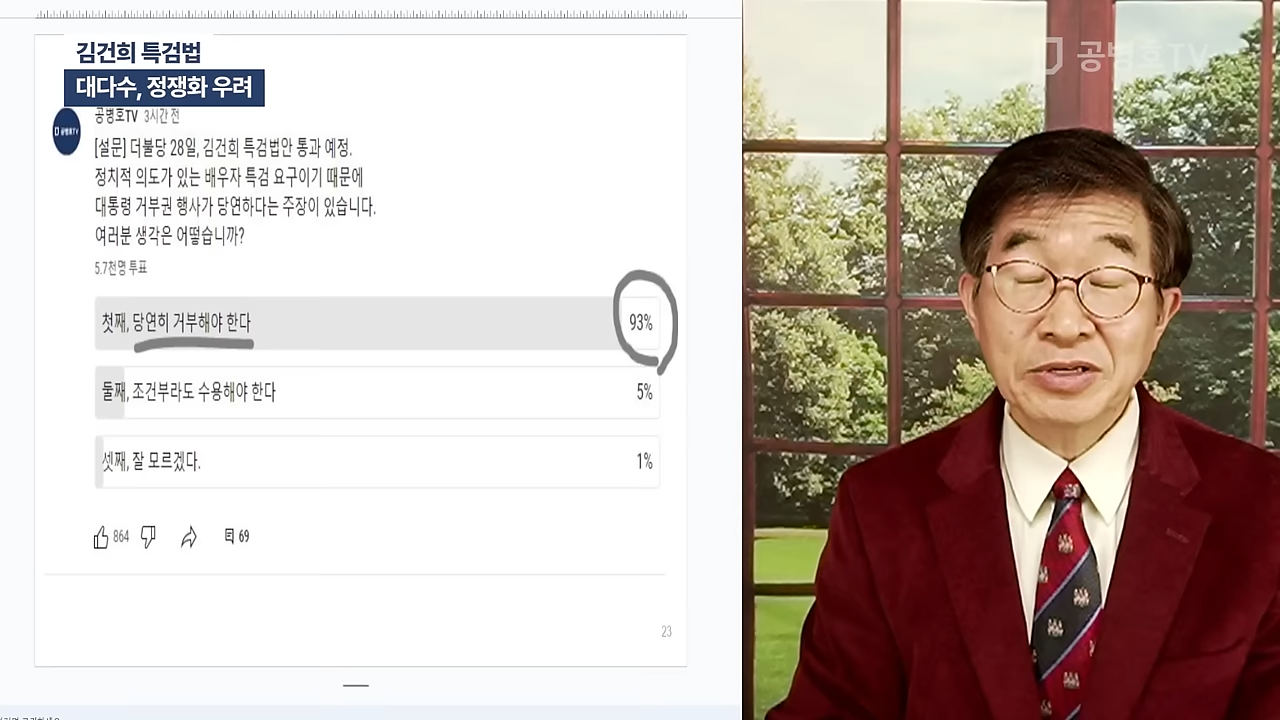 김건희 특검법
대다수, 정쟁화 우려
공병호TV
공병호TV 3시간 전
[설문] 더불당 28일, 김건희 특검법안 통과 예정.
정치적 의도가 있는 배우자 특검 요구이기 때문에
대통령 거부권 행사가 당연하다는 주장이 있습니다.
여러분 생각은 어떻습니까?
5.7천명 투표
첫째, 당연히 거부해야 한다 93%
둘째, 조건부라도 수용해야 한다 5%
셋째, 잘 모르겠다. 1%
864 69
23
공병호TV